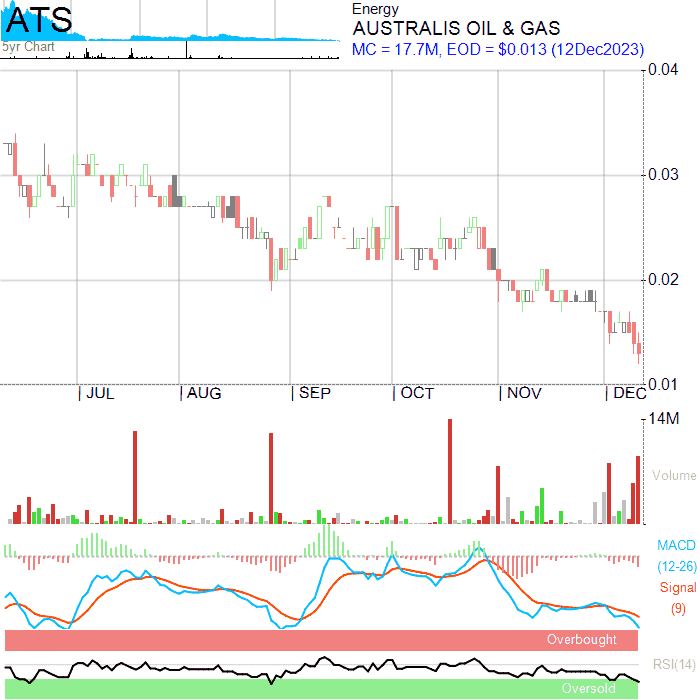 ATS
5yr Chart
Energy
AUSTRALIS OIL & GAS
MC = 17.7M, EOD = $0.013 (12Dec2023)
0.04
0.03
0.02
0.01
JUL AUG SEP OCT NOV DEC
14M
Volume
MACD
(12-26)
Signal
(9)
Overbought
RSI(14)
Oversold